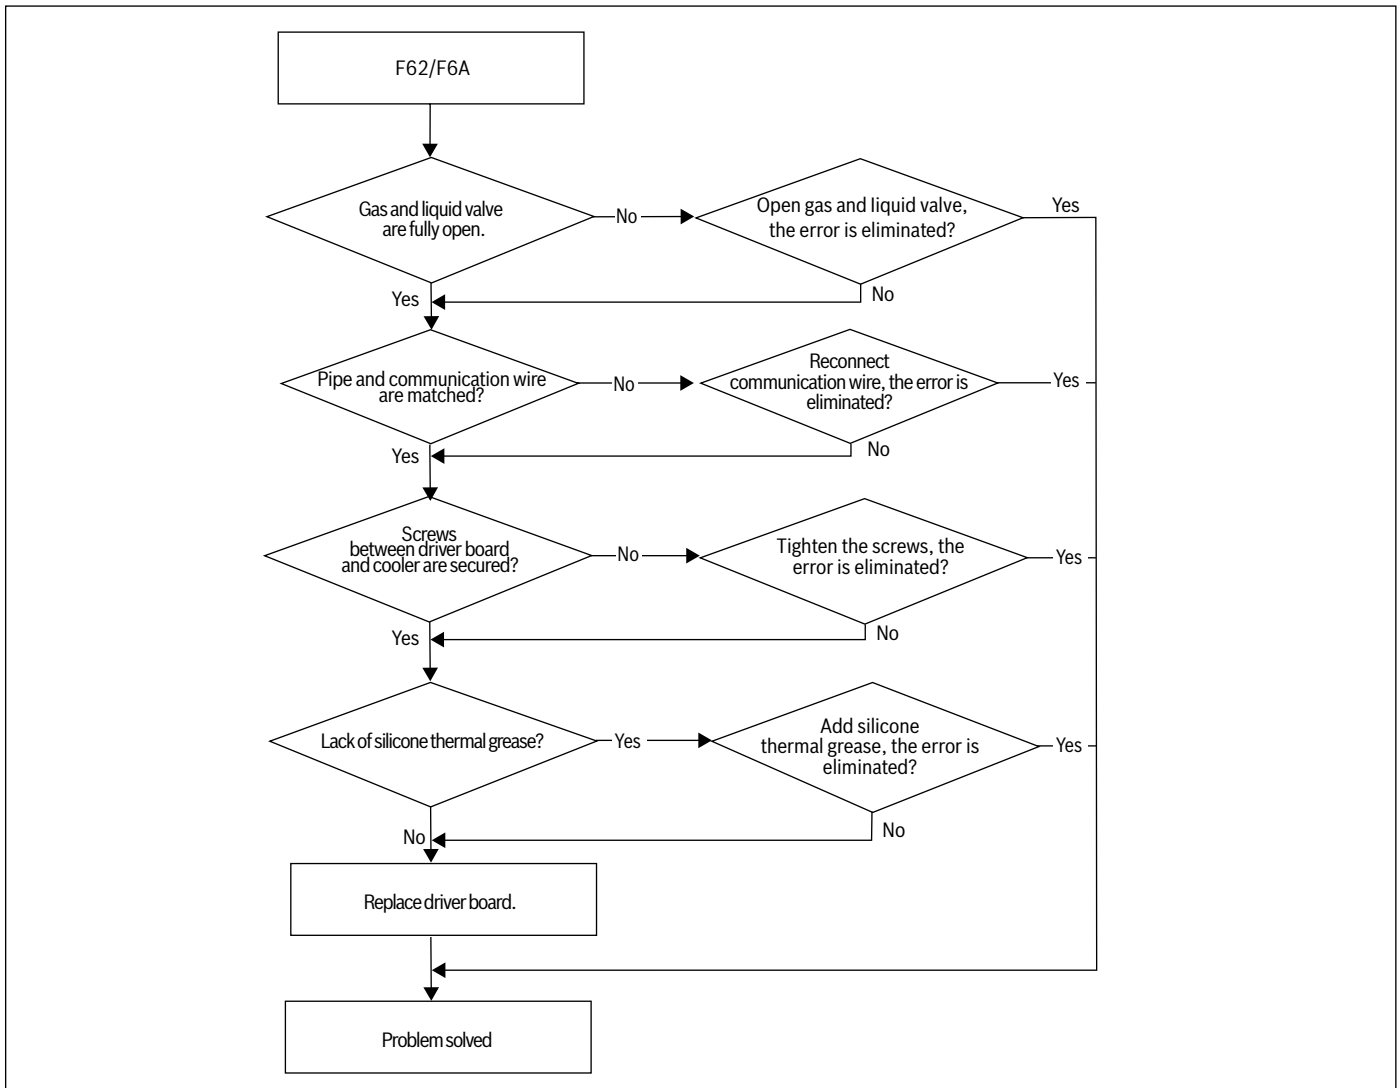 F62/F6A
Gas and liquid valve
are fully open.
No
Open gas and liquid valve,
the error is eliminated?
Yes
Yes
No
Pipe and communication wire
are matched?
No
Reconnect
communication wire, the error is
eliminated?
Yes
Yes
No
Screws
between driver board
and cooler are secured?
No
Tighten the screws, the
error is eliminated?
Yes
Yes
No
Lack of silicone thermal grease?
Yes
Add silicone
thermal grease, the error is
eliminated?
Yes
No
No
Replace driver board.
Problem solved